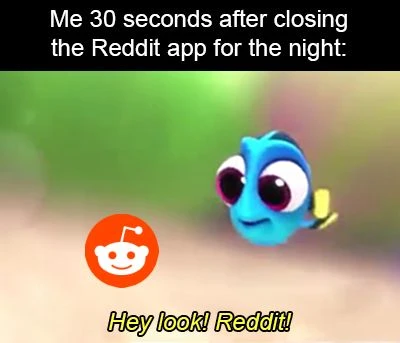 Me 30 seconds after closing
the Reddit app for the night:
Hey look! Reddit!